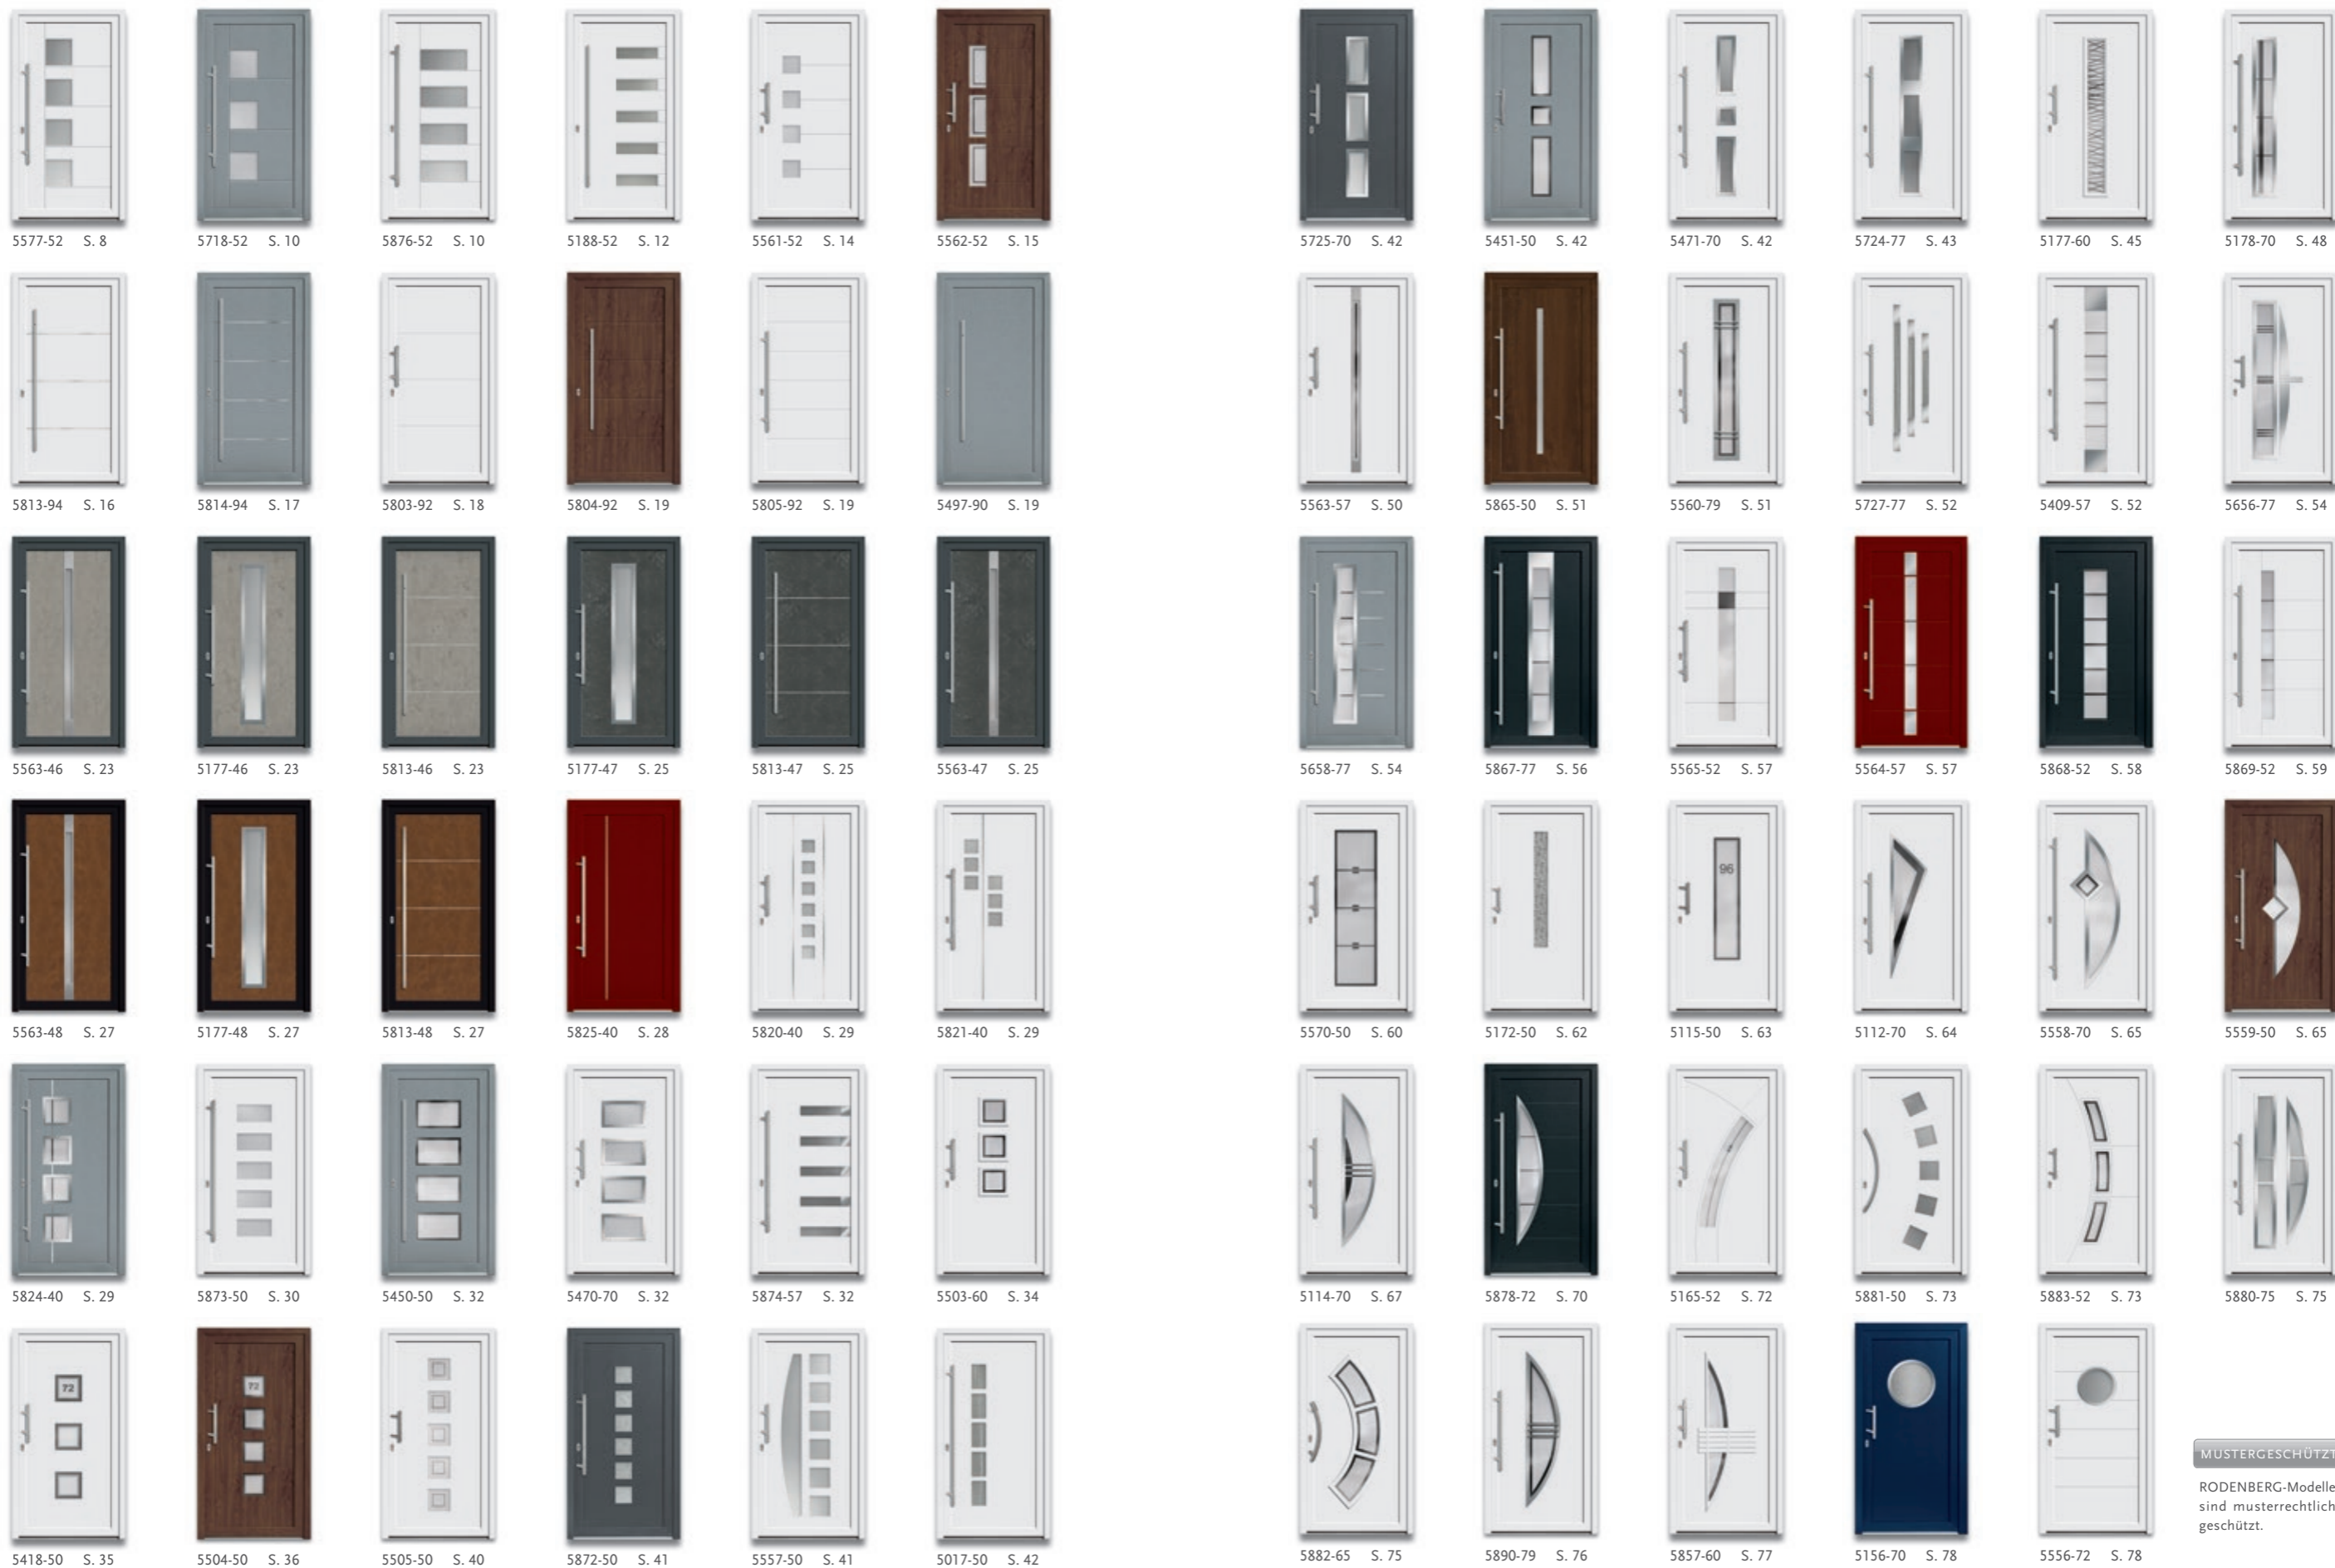 5577-52 S. 8
5718-52 S. 10
5876-52 S. 10
5188-52 S. 12
5561-52 S. 14
5562-52 S. 15
5813-94 S. 16
5814-94 S. 17
5803-92 S. 18
5804-92 S. 19
5805-92 S. 19
5497-90 S. 19
5563-46 S. 23
5177-46 S. 23
5813-46 S. 23
5177-47 S. 25
5813-47 S. 25
5563-47 S. 25
5563-48 S. 27
5177-48 S. 27
5813-48 S. 27
5825-40 S. 28
5820-40 S. 29
5821-40 S. 29
5824-40 S. 29
5873-50 S. 30
5450-50 S. 32
5470-70 S. 32
5874-57 S. 32
5503-60 S. 34
72
72
5418-50 S. 35
5504-50 S. 36
5505-50 S. 40
5872-50 S. 41
5557-50 S. 41
5017-50 S. 42
5725-70 S. 42
5451-50 S. 42
5471-70 S. 42
5724-77 S. 43
5177-60 S. 45
5178-70 S. 48
5563-57 S. 50
5865-50 S. 51
5560-79 S. 51
5727-77 S. 52
5409-57 S. 52
5656-77 S. 54
5658-77 S. 54
5867-77 S. 56
5565-52 S. 57
5564-57 S. 57
5868-52 S. 58
5869-52 S. 59
96
5570-50 S. 60
5172-50 S. 62
5115-50 S. 63
5112-70 S. 64
5558-70 S. 65
5559-50 S. 65
5114-70 S. 67
5878-72 S. 70
5165-52 S. 72
5881-50 S. 73
5883-52 S. 73
5880-75 S. 75
5882-65 S. 75
5890-79 S. 76
5857-60 S. 77
5156-70 S. 78
5556-72 S. 78
MUSTERGESCHÜTZT
RODENBERG-Modelle
sind musterrechtlich
geschützt.